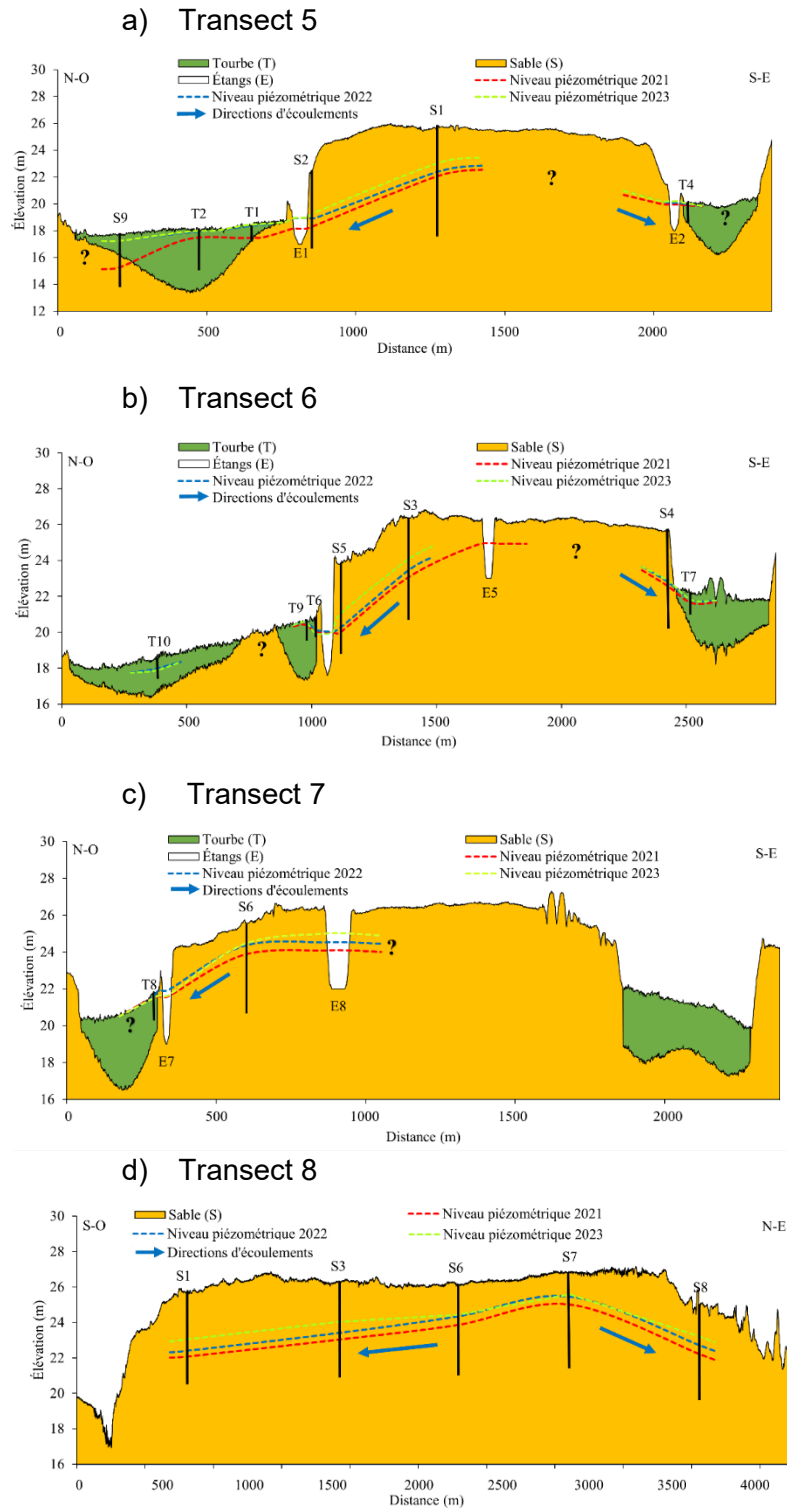 a) Transect 5
Tourbe (T)
Sable (S)
Étangs (E)
Niveau piézométrique 2021
Niveau piézométrique 2022
Niveau piézométrique 2023
Directions d'écoulements
N-O
S-E
Élévation (m)
30
28
26
24
22
20
18
16
14
12
S9
T2
T1
S2
S1
T4
E1
E2
?
?
?
0
500
1000
1500
2000
Distance (m)
b) Transect 6
Tourbe (T)
Sable (S)
Étangs (E)
Niveau piézométrique 2021
Niveau piézométrique 2022
Niveau piézométrique 2023
Directions d'écoulements
N-O
S-E
Élévation (m)
30
28
26
24
22
20
18
16
T10
T9
T6
S5
S3
S4
T7
E5
?
?
0
500
1000
1500
2000
2500
Distance (m)
c) Transect 7
Tourbe (T)
Sable (S)
Étangs (E)
Niveau piézométrique 2021
Niveau piézométrique 2022
Niveau piézométrique 2023
Directions d'écoulements
N-O
S-E
Élévation (m)
30
28
26
24
22
20
18
16
T8
S6
E7
E8
?
?
0
500
1000
1500
2000
Distance (m)
d) Transect 8
Sable (S)
Niveau piézométrique 2021
Niveau piézométrique 2022
Niveau piézométrique 2023
Directions d'écoulements
S-O
N-E
Élévation (m)
30
28
26
24
22
20
18
16
14
S1
S3
S6
S7
S8
0
500
1000
1500
2000
2500
3000
3500
4000
Distance (m)